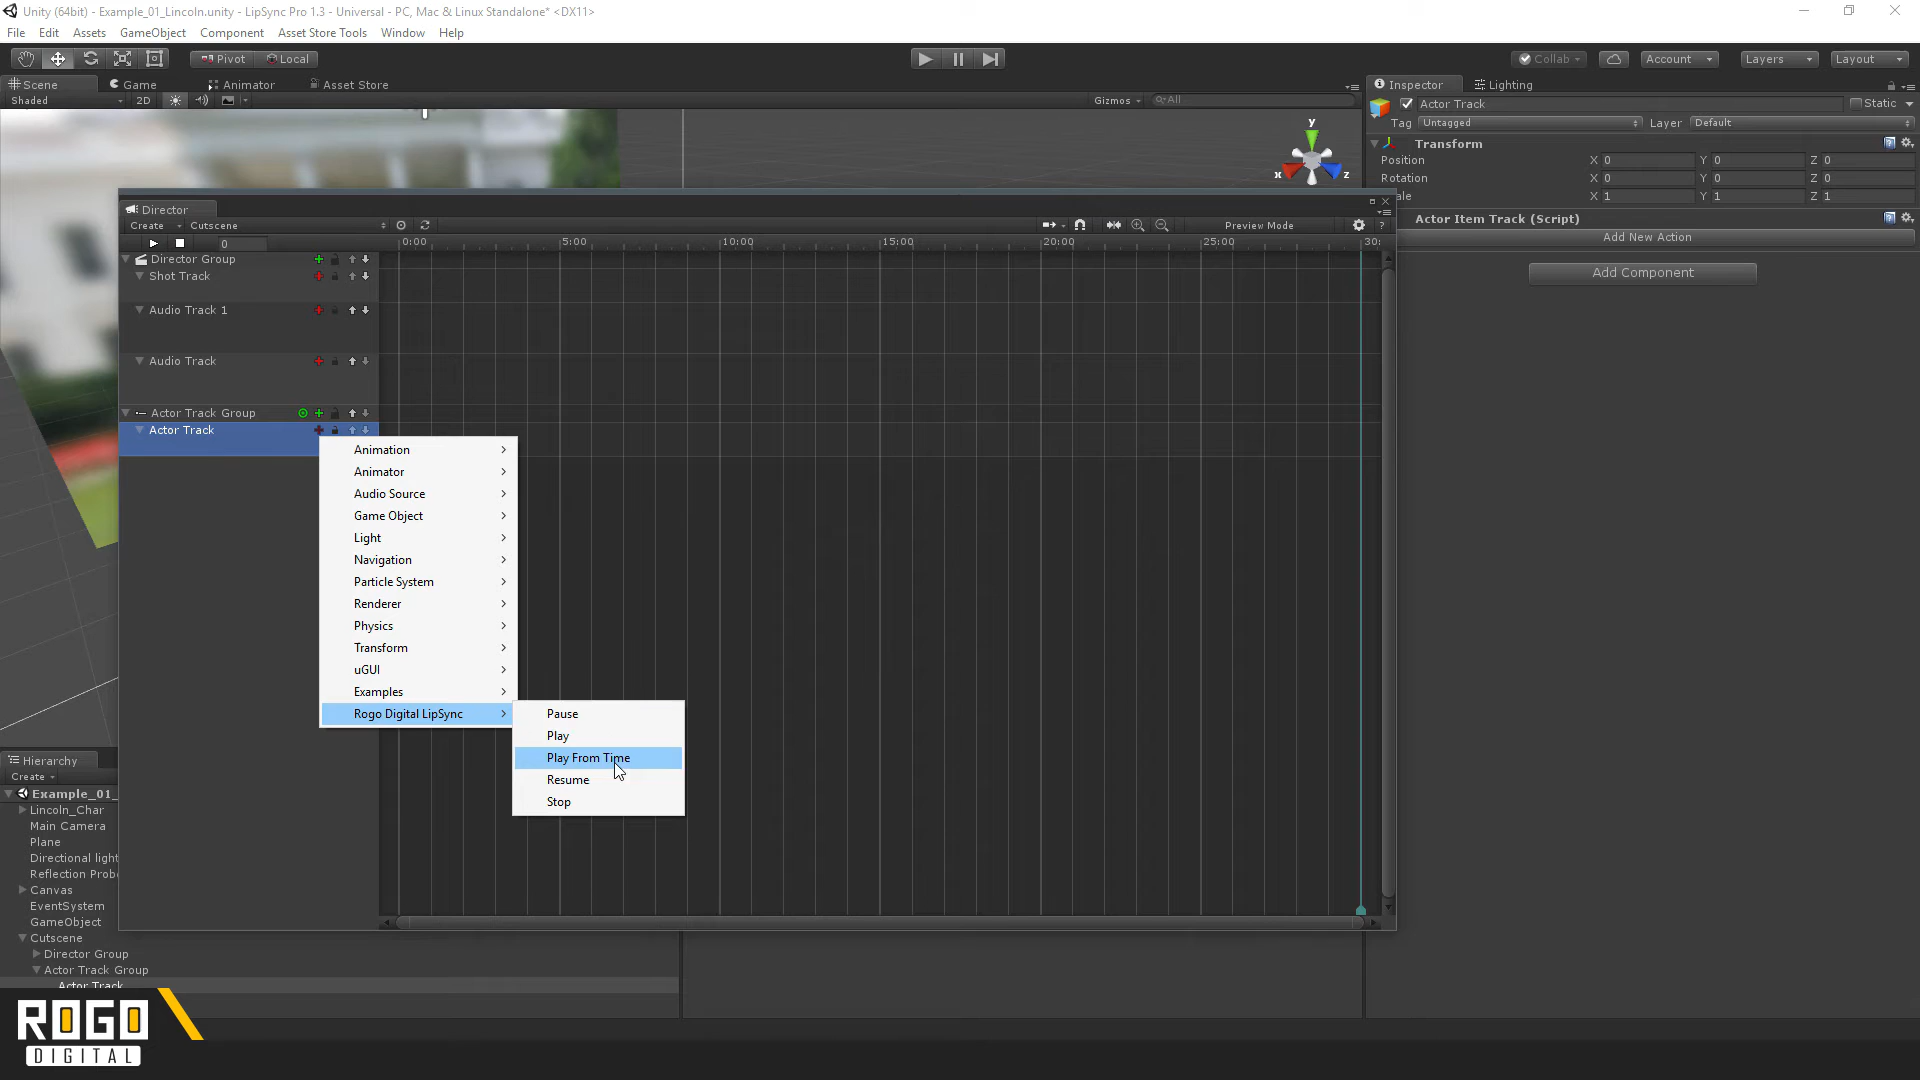 Unity (64bit) - Example_01_Lincoln.unity - LipSync Pro 1.3 - Universal - PC, Mac & Linux Standalone* <DX11>
File Edit Assets GameObject Component Asset Store Tools Window Help
Pivot Local Collab Account Layers Layout
Scene Game Animator Asset Store Inspector Lighting
Shaded 2D Gizmos All
Actor Track Static
Tag Untagged Layer Default
Transform
Position X 0 Y 0 Z 0
Rotation X 0 Y 0 Z 0
ale X 1 Y 1 Z 1
Actor Item Track (Script)
Add New Action
Add Component
y
x z
Director
Create Cutscene Preview Mode ?
0 0:00 5:00 10:00 15:00 20:00 25:00 30:
Director Group
Shot Track
Audio Track 1
Audio Track
Actor Track Group
Actor Track
Animation
Animator
Audio Source
Game Object
Light
Navigation
Particle System
Renderer
Physics
Transform
uGUI
Examples
Rogo Digital LipSync
Pause
Play
Play From Time
Resume
Stop
Hierarchy
Create
Example_01_
Lincoln_Char
Main Camera
Plane
Directional light
Reflection Prob
Canvas
EventSystem
GameObject
Cutscene
Director Group
Actor Track Group
Actor Track
ROGO
DIGITAL